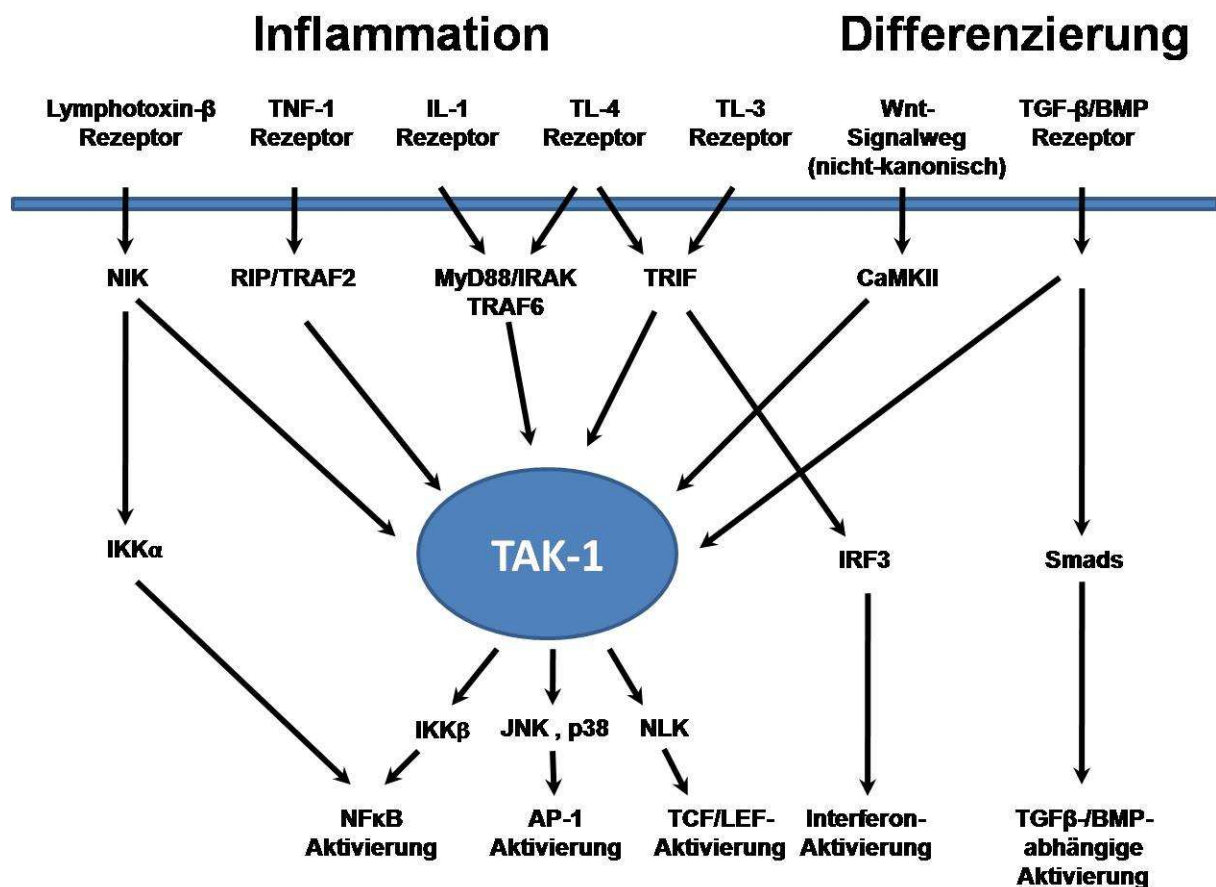 Inflammation
Differenzierung
Lymphotoxin-β
Rezeptor
TNF-1
Rezeptor
IL-1
Rezeptor
TL-4
Rezeptor
TL-3
Rezeptor
Wnt-
Signalweg
(nicht-kanonisch)
TGF-β/BMP
Rezeptor
NIK
RIP/TRAF2
MyD88/IRAK
TRAF6
TRIF
CaMKII
IKKα
TAK-1
IRF3
Smads
IKKβ
JNK , p38
NLK
NFκB
Aktivierung
AP-1
Aktivierung
TCF/LEF-
Aktivierung
Interferon-
Aktivierung
TGFβ-/BMP-
abhängige
Aktivierung